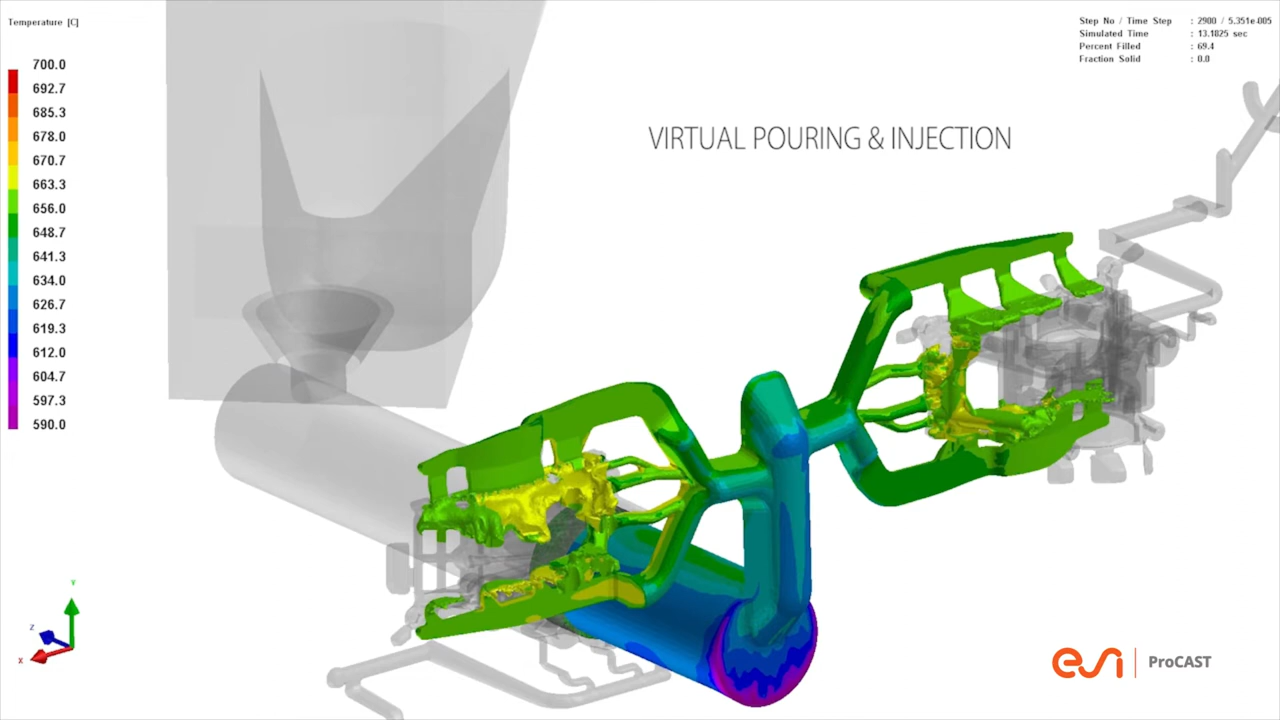 Temperature [C]
700.0
692.7
685.3
678.0
670.7
663.3
656.0
648.7
641.3
634.0
626.7
619.3
612.0
604.7
597.3
590.0
Step No / Time Step : 2900 / 5.351e-005
Simulated Time : 13.1825 sec
Percent Filled : 69.4
Fraction Solid : 0.0
VIRTUAL POURING & INJECTION
Y
Z
X
esi ProCAST